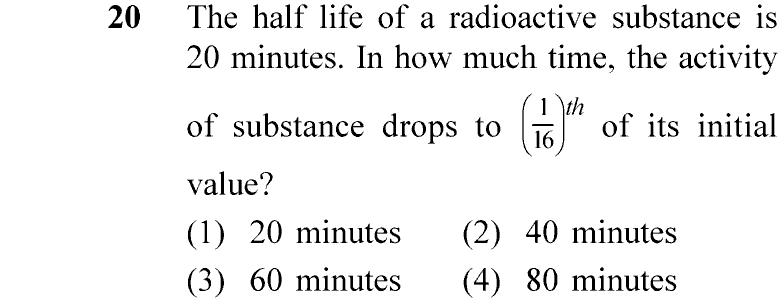 20 The half life of a radioactive substance is
20 minutes. In how much time, the activity
of substance drops to (1/16)^th of its initial
value?
(1) 20 minutes (2) 40 minutes
(3) 60 minutes (4) 80 minutes